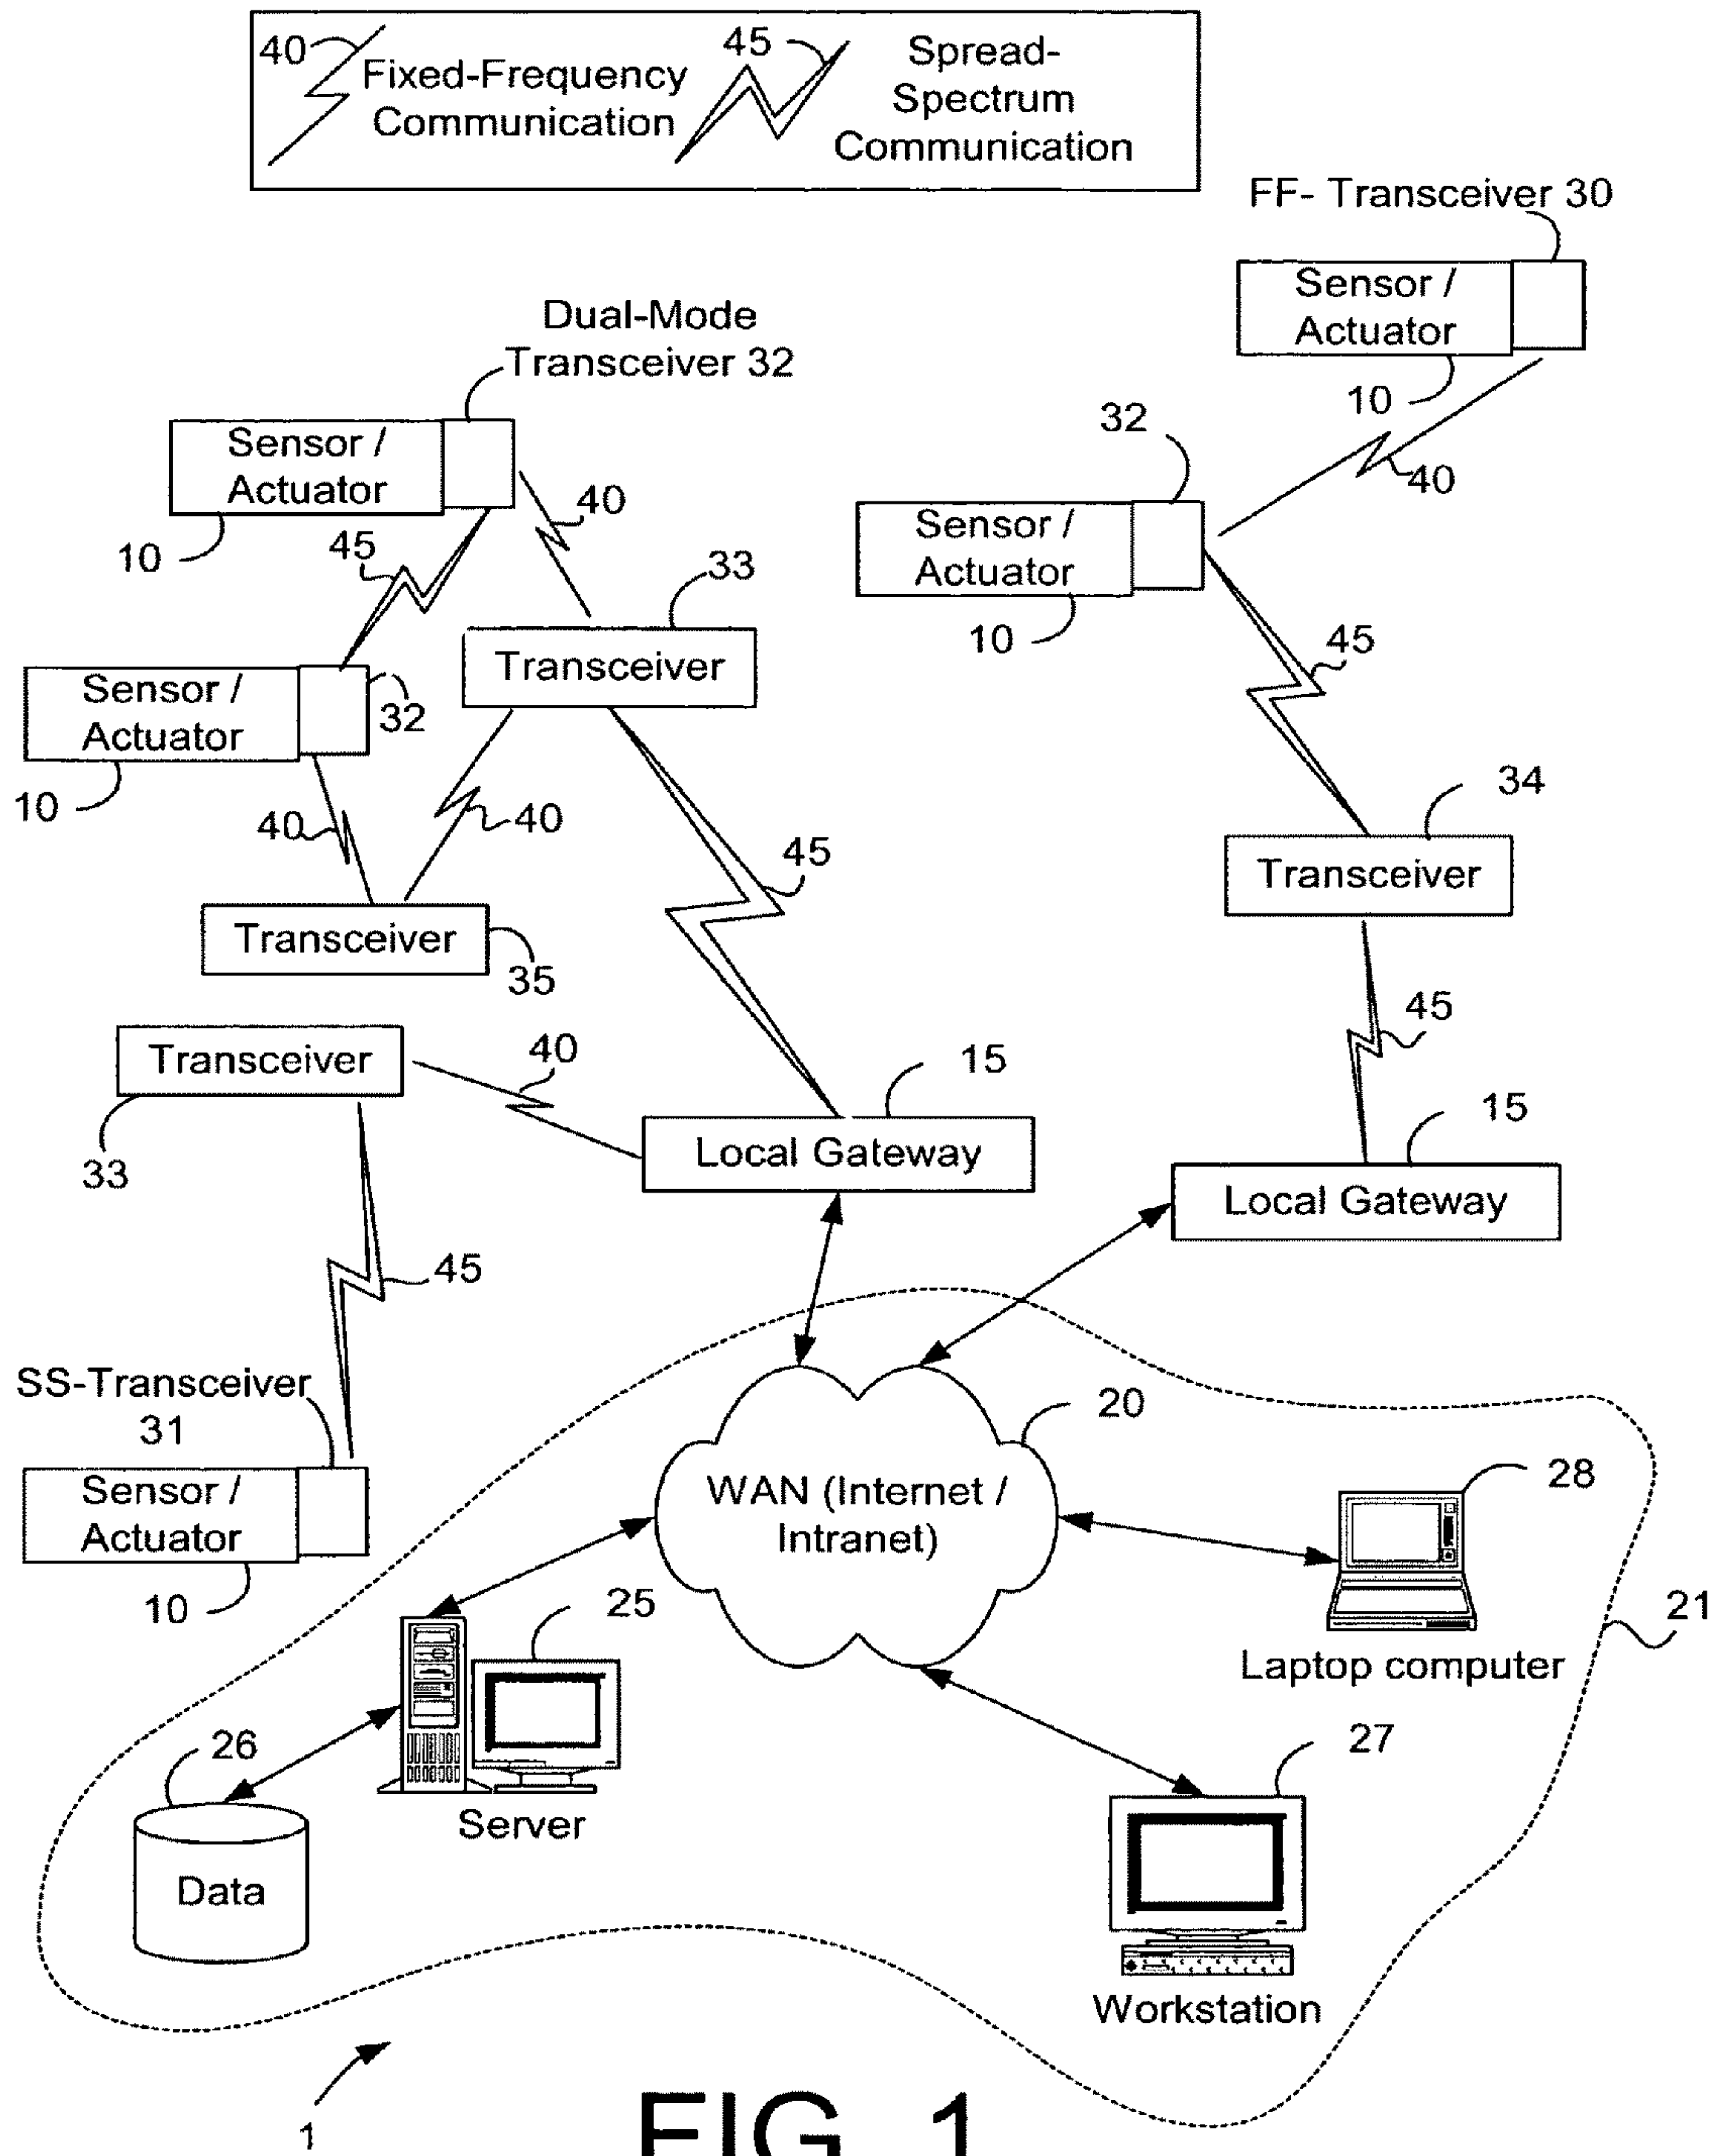 40
Fixed-Frequency
Communication
45
Spread-
Spectrum
Communication
FF- Transceiver 30
Sensor /
Actuator
10
40
Dual-Mode
Transceiver 32
Sensor /
Actuator
10
45
40
32
Sensor /
Actuator
10
33
Transceiver
45
Sensor /
Actuator
32
10
40
40
45
34
Transceiver
Transceiver
35
45
Transceiver
33
40
15
Local Gateway
15
Local Gateway
45
SS-Transceiver
31
Sensor /
Actuator
10
20
WAN (Internet /
Intranet)
28
Laptop computer
21
25
Server
26
Data
27
Workstation
1
FIG. 1